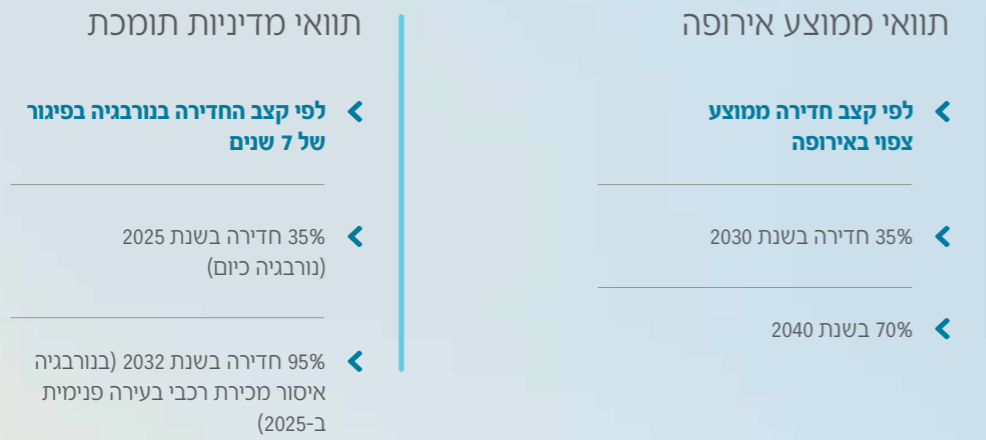 תוואי ממוצע אירופה
לפי קצב חדירה ממוצע
צפוי באירופה
35% חדירה בשנת 2030
70% בשנת 2040
תוואי מדיניות תומכת
לפי קצב החדירה בנורבגיה בפיגור
של 7 שנים
35% חדירה בשנת 2025
(נורבגיה כיום)
95% חדירה בשנת 2032 (בנורבגיה
איסור מכירת רכבי בעירה פנימית
ב-2025)